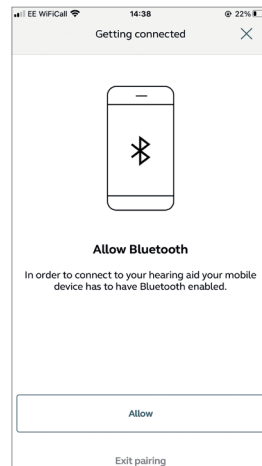 EE WiFiCall 14:38 22%
Getting connected
Allow Bluetooth
In order to connect to your hearing aid your mobile
device has to have Bluetooth enabled.
Allow
Exit pairing